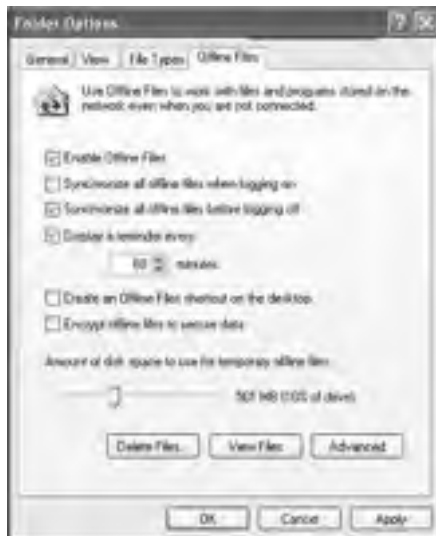 Folder Options
General View File Types Offline Files
Use Offline Files to work with files and programs stored on the
network even when you are not connected.
Enable Offline Files
Synchronize all offline files when logging on
Synchronize all offline files before logging off
Display a reminder every:
60 minutes.
Create an Offline Files shortcut on the desktop
Encrypt offline files to secure data
Amount of disk space to use for temporary offline files:
MB (10% of drive)
Delete Files... View Files Advanced
OK Cancel Apply